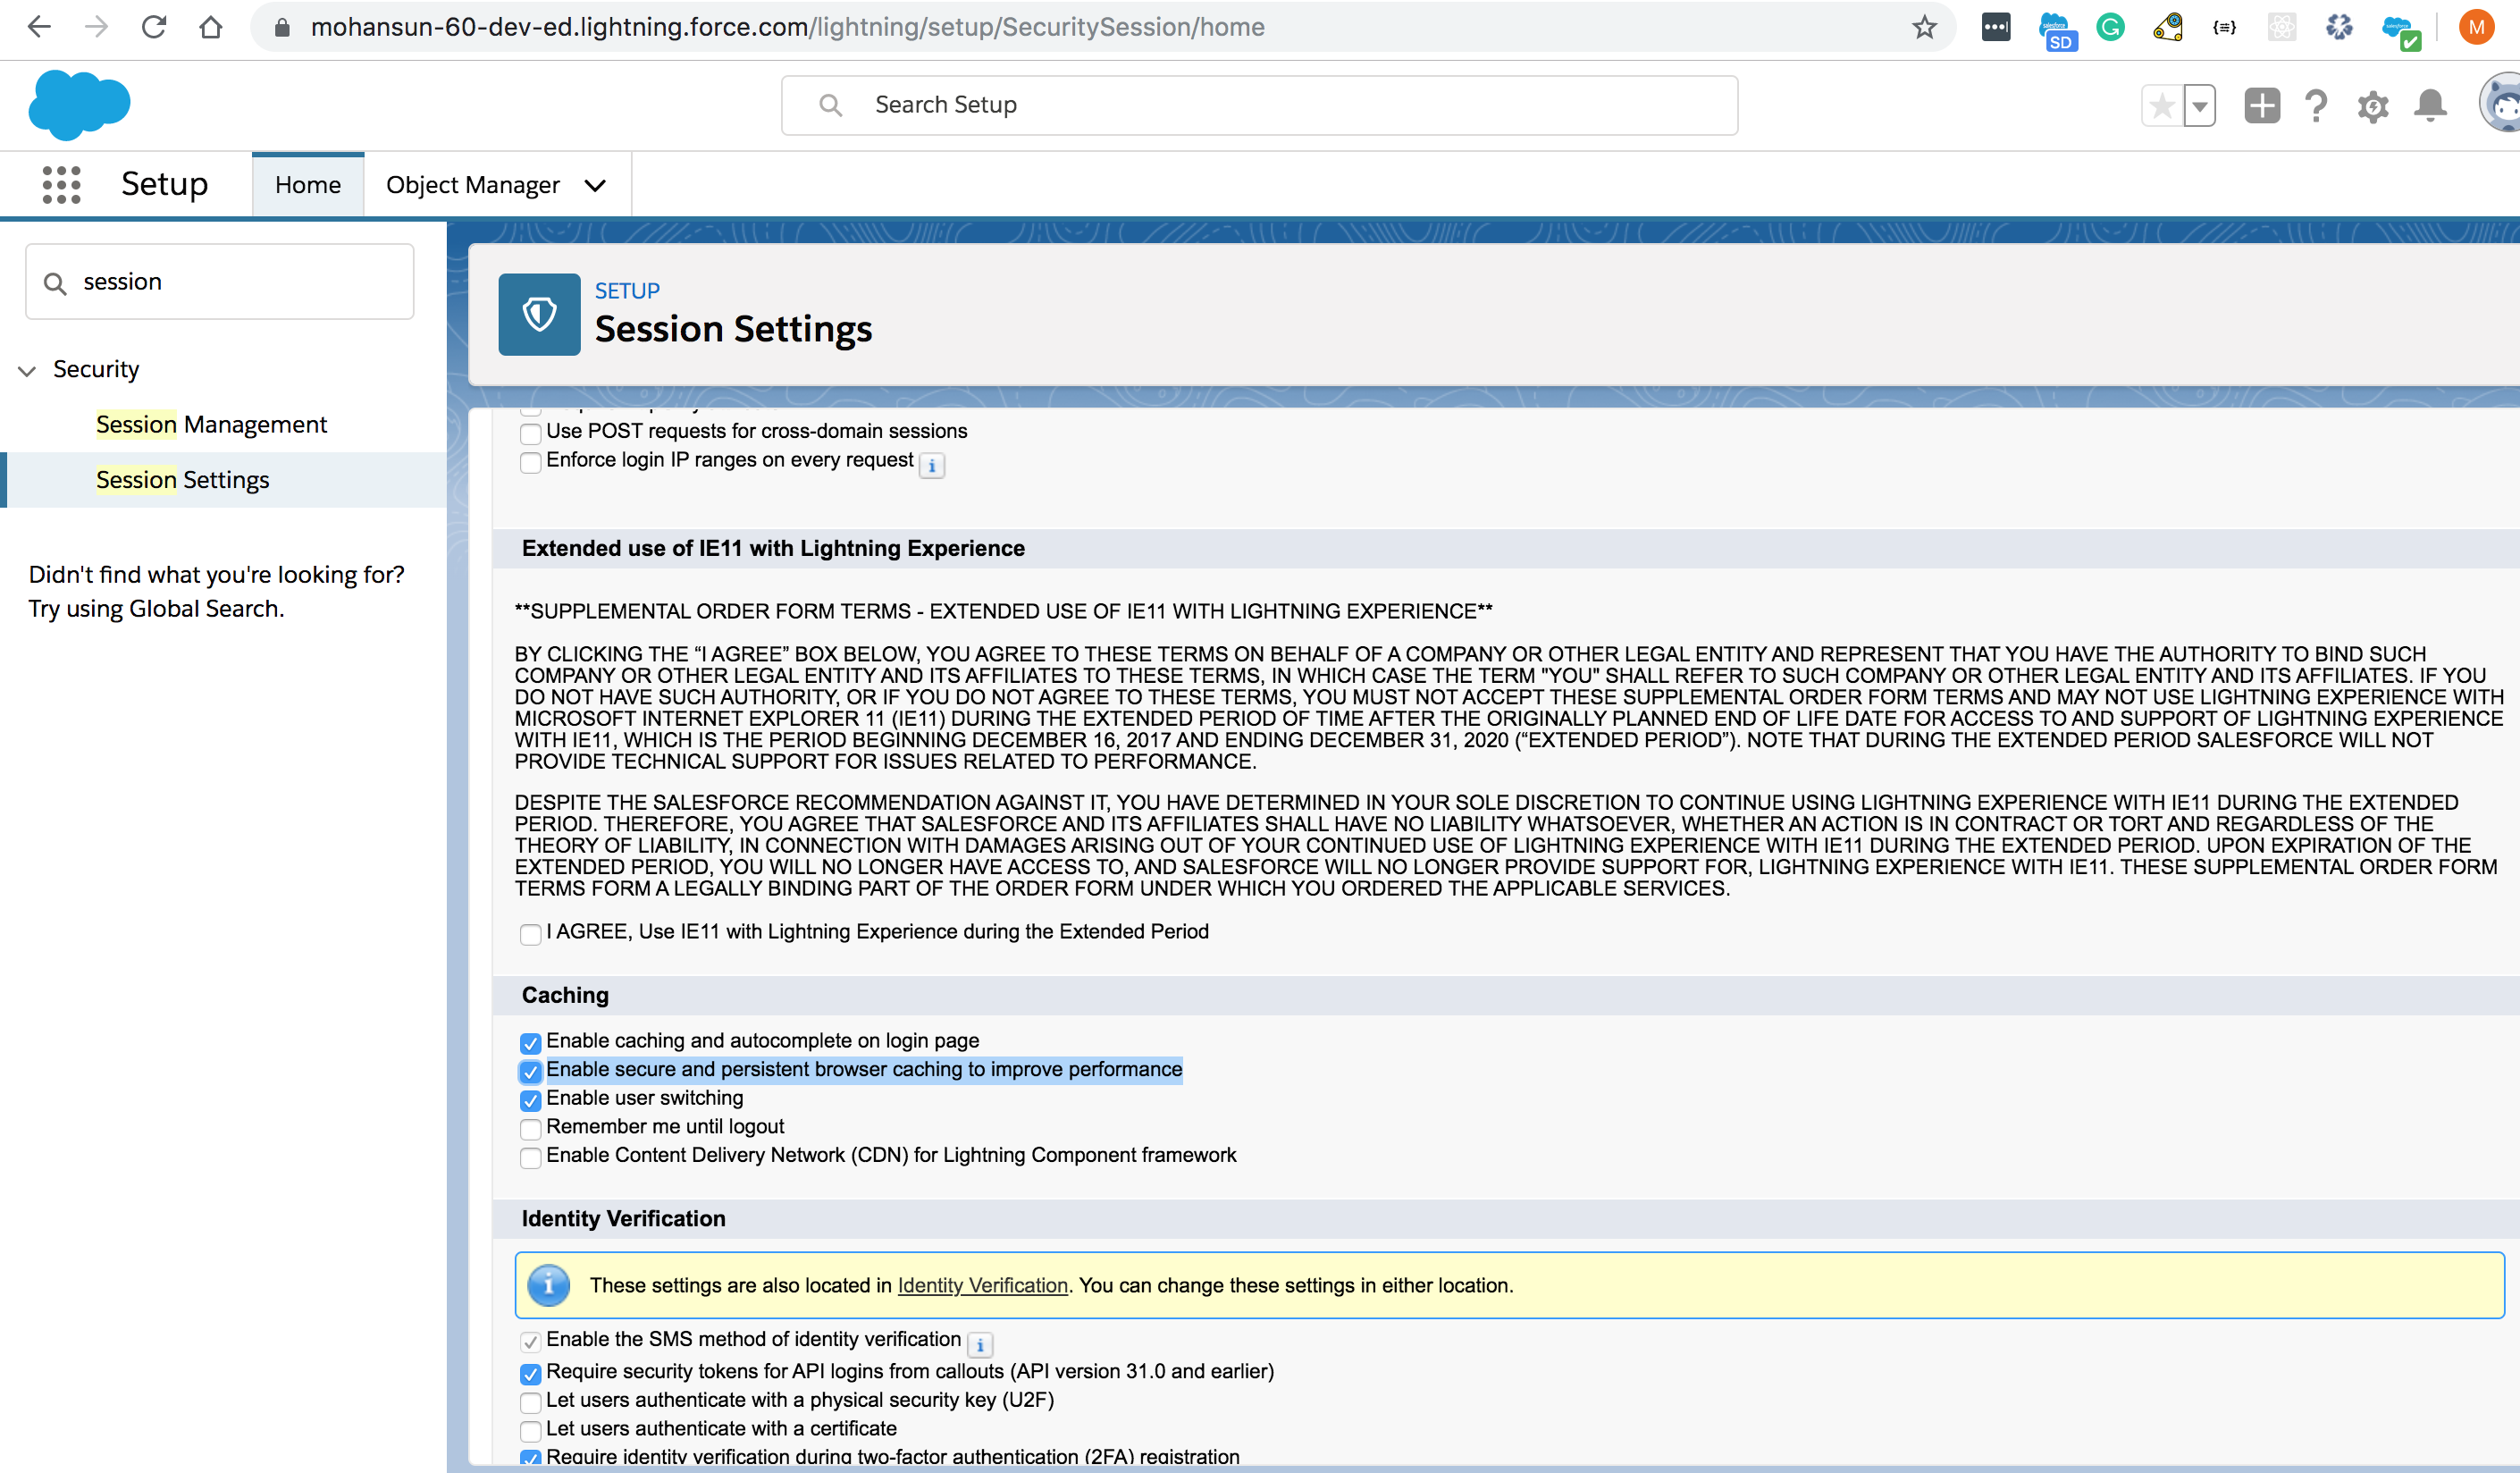 mohansun-60-dev-ed.lightning.force.com/lightning/setup/SecuritySession/home
SD
M
Search Setup
Setup
Home
Object Manager
session
Security
Session Management
Session Settings
Didn't find what you're looking for?
Try using Global Search.
SETUP
Session Settings
Use POST requests for cross-domain sessions
Enforce login IP ranges on every request
Extended use of IE11 with Lightning Experience
**SUPPLEMENTAL ORDER FORM TERMS - EXTENDED USE OF IE11 WITH LIGHTNING EXPERIENCE**
BY CLICKING THE “I AGREE” BOX BELOW, YOU AGREE TO THESE TERMS ON BEHALF OF A COMPANY OR OTHER LEGAL ENTITY AND REPRESENT THAT YOU HAVE THE AUTHORITY TO BIND SUCH
COMPANY OR OTHER LEGAL ENTITY AND ITS AFFILIATES TO THESE TERMS, IN WHICH CASE THE TERM "YOU" SHALL REFER TO SUCH COMPANY OR OTHER LEGAL ENTITY AND ITS AFFILIATES. IF YOU
DO NOT HAVE SUCH AUTHORITY, OR IF YOU DO NOT AGREE TO THESE TERMS, YOU MUST NOT ACCEPT THESE SUPPLEMENTAL ORDER FORM TERMS AND MAY NOT USE LIGHTNING EXPERIENCE WITH
MICROSOFT INTERNET EXPLORER 11 (IE11) DURING THE EXTENDED PERIOD OF TIME AFTER THE ORIGINALLY PLANNED END OF LIFE DATE FOR ACCESS TO AND SUPPORT OF LIGHTNING EXPERIENCE
WITH IE11, WHICH IS THE PERIOD BEGINNING DECEMBER 16, 2017 AND ENDING DECEMBER 31, 2020 (“EXTENDED PERIOD”). NOTE THAT DURING THE EXTENDED PERIOD SALESFORCE WILL NOT
PROVIDE TECHNICAL SUPPORT FOR ISSUES RELATED TO PERFORMANCE.
DESPITE THE SALESFORCE RECOMMENDATION AGAINST IT, YOU HAVE DETERMINED IN YOUR SOLE DISCRETION TO CONTINUE USING LIGHTNING EXPERIENCE WITH IE11 DURING THE EXTENDED
PERIOD. THEREFORE, YOU AGREE THAT SALESFORCE AND ITS AFFILIATES SHALL HAVE NO LIABILITY WHATSOEVER, WHETHER AN ACTION IS IN CONTRACT OR TORT AND REGARDLESS OF THE
THEORY OF LIABILITY, IN CONNECTION WITH DAMAGES ARISING OUT OF YOUR CONTINUED USE OF LIGHTNING EXPERIENCE WITH IE11 DURING THE EXTENDED PERIOD. UPON EXPIRATION OF THE
EXTENDED PERIOD, YOU WILL NO LONGER HAVE ACCESS TO, AND SALESFORCE WILL NO LONGER PROVIDE SUPPORT FOR, LIGHTNING EXPERIENCE WITH IE11. THESE SUPPLEMENTAL ORDER FORM
TERMS FORM A LEGALLY BINDING PART OF THE ORDER FORM UNDER WHICH YOU ORDERED THE APPLICABLE SERVICES.
I AGREE, Use IE11 with Lightning Experience during the Extended Period
Caching
Enable caching and autocomplete on login page
Enable secure and persistent browser caching to improve performance
Enable user switching
Remember me until logout
Enable Content Delivery Network (CDN) for Lightning Component framework
Identity Verification
These settings are also located in Identity Verification. You can change these settings in either location.
Enable the SMS method of identity verification
Require security tokens for API logins from callouts (API version 31.0 and earlier)
Let users authenticate with a physical security key (U2F)
Let users authenticate with a certificate
Require identity verification during two-factor authentication (2FA) registration